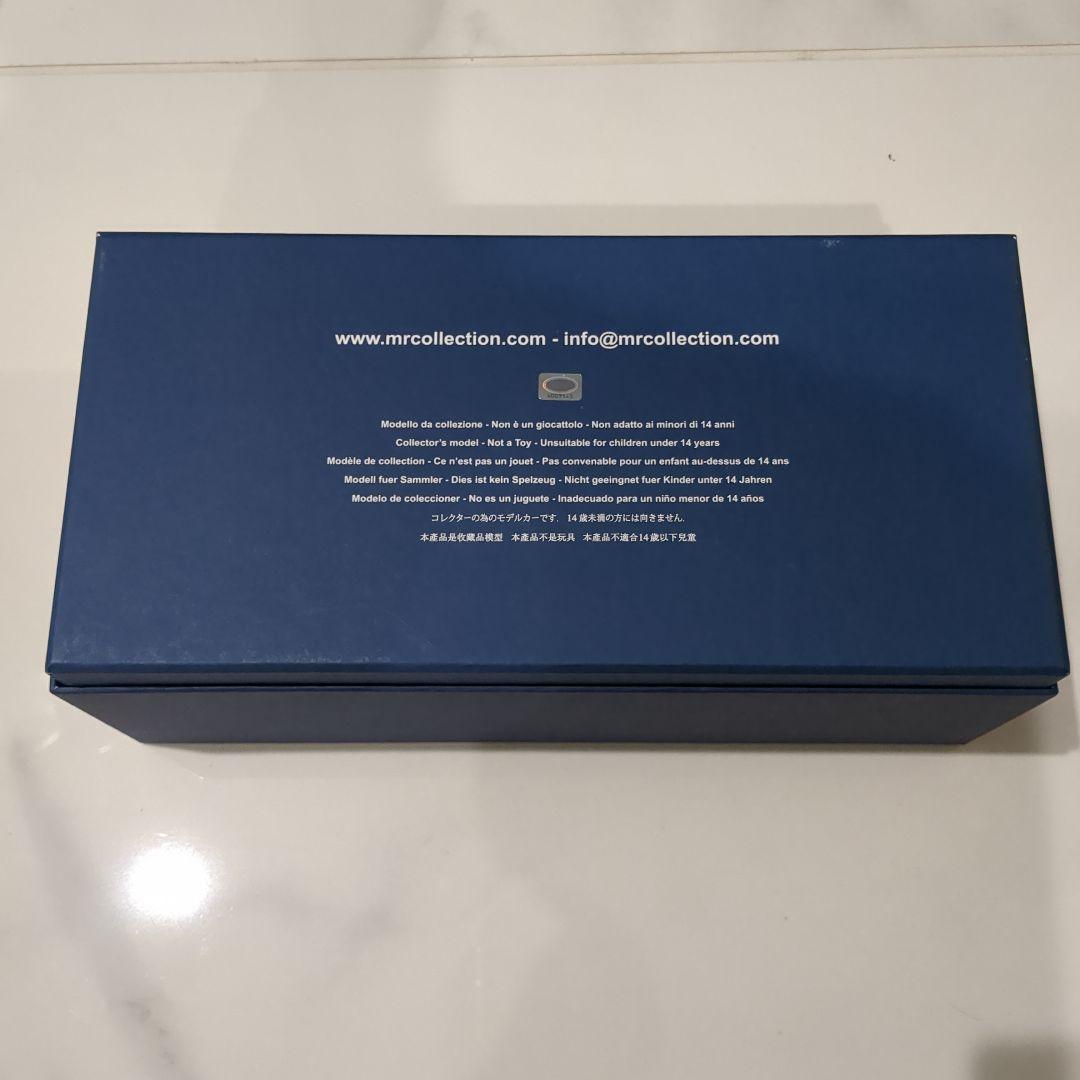 www.mrcollection.com - info@mrcollection.com
Modello da collezione - Non è un giocattolo - Non adatto ai minori di 14 anni
Collector's model - Not a Toy - Unsuitable for children under 14 years
Modèle de collection - Ce n'est pas un jouet - Pas convenable pour un enfant au-dessus de 14 ans
Modell fuer Sammler - Dies ist kein Spelzeug - Nicht geeingnet fuer Kinder unter 14 Jahren
Modelo de coleccioner - No es un juguete - Inadecuado para un niño menor de 14 años
コレクターの為のモデルカーです. 14歳未満の方には向きません.
本產品是收藏品模型 本產品不是玩具 本產品不適合14歲以下兒童